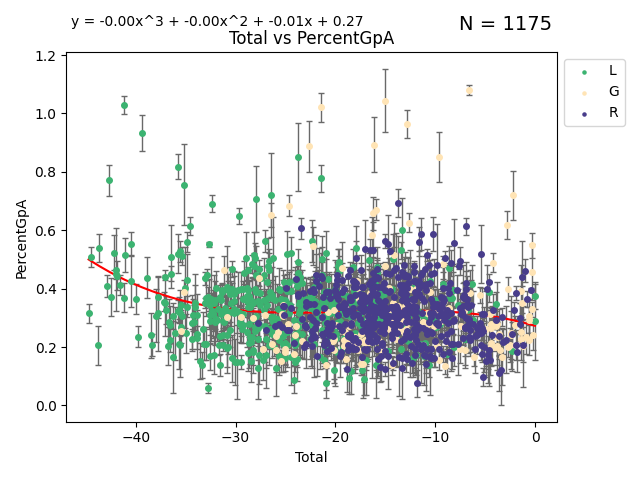 y = -0.00x^3 + -0.00x^2 + -0.01x + 0.27
N = 1175
Total vs PercentGpA
L
G
R
PercentGpA
1.2
1.0
0.8
0.6
0.4
0.2
0.0
−40
−30
−20
−10
0
Total